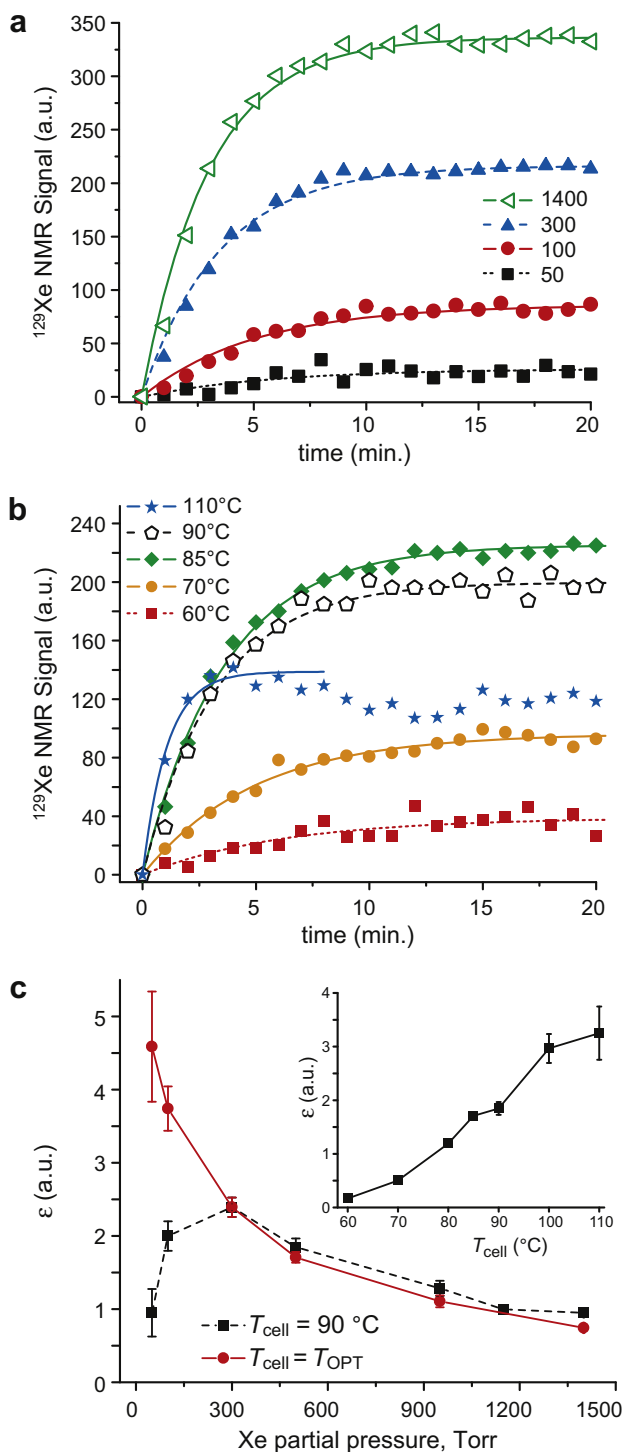 a
350
300
250
200
150
100
50
0
¹²⁹Xe NMR Signal (a.u.)
1400
300
100
50
0 5 10 15 20
time (min.)
b
110°C
90°C
85°C
70°C
60°C
240
200
160
120
80
40
0
¹²⁹Xe NMR Signal (a.u.)
0 5 10 15 20
time (min.)
c
5
4
3
2
1
0
ε (a.u.)
4
3
2
1
0
ε (a.u.)
60 70 80 90 100 110
Tcell (°C)
Tcell = 90 °C
Tcell = TOPT
0 300 600 900 1200 1500
Xe partial pressure, Torr